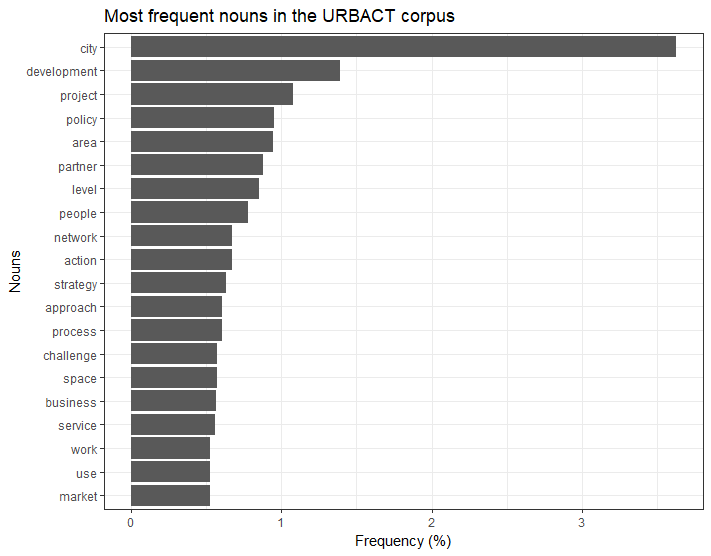 Most frequent nouns in the URBACT corpus
Nouns
city
development
project
policy
area
partner
level
people
network
action
strategy
approach
process
challenge
space
business
service
work
use
market
0 1 2 3
Frequency (%)